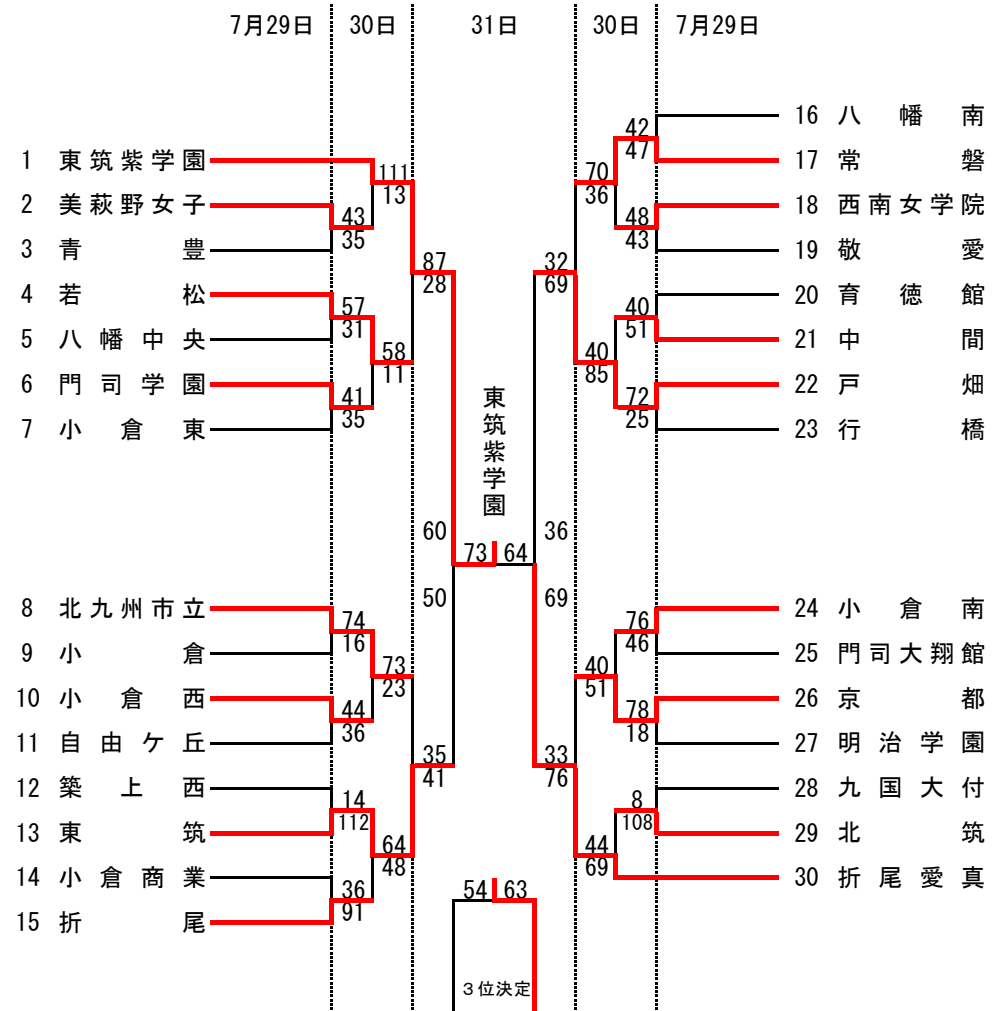 7月29日 30日 31日 30日 7月29日
1 東筑紫学園
2 美萩野女子
3 青豊
4 若松
5 八幡中央
6 門司学園
7 小倉東
8 北九州市立
9 小倉
10 小倉西
11 自由ケ丘
12 築上西
13 東筑
14 小倉商業
15 折尾
43
35
57
31
41
35
74
16
44
36
14
112
36
91
111
13
58
11
73
23
64
48
87
28
35
41
60
50
東筑紫学園
73 64
54 63
3位決定
36
69
32
69
33
76
70
36
40
85
40
51
44
69
42
47
48
43
40
51
72
25
76
46
78
18
8
108
16 八幡南
17 常磐
18 西南女学院
19 敬愛
20 育徳館
21 中間
22 戸畑
23 行橋
24 小倉南
25 門司大翔館
26 京都
27 明治学園
28 九国大付
29 北筑
30 折尾愛真